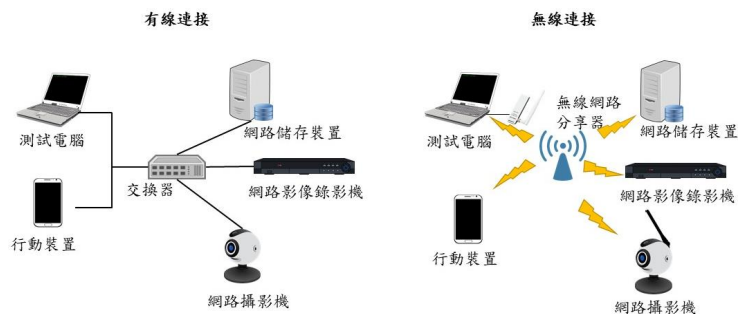 有線連接
無線連接
測試電腦
網路儲存裝置
交換器
網路影像錄影機
行動裝置
網路攝影機
測試電腦
無線網路
分享器
網路儲存裝置
網路影像錄影機
行動裝置
網路攝影機